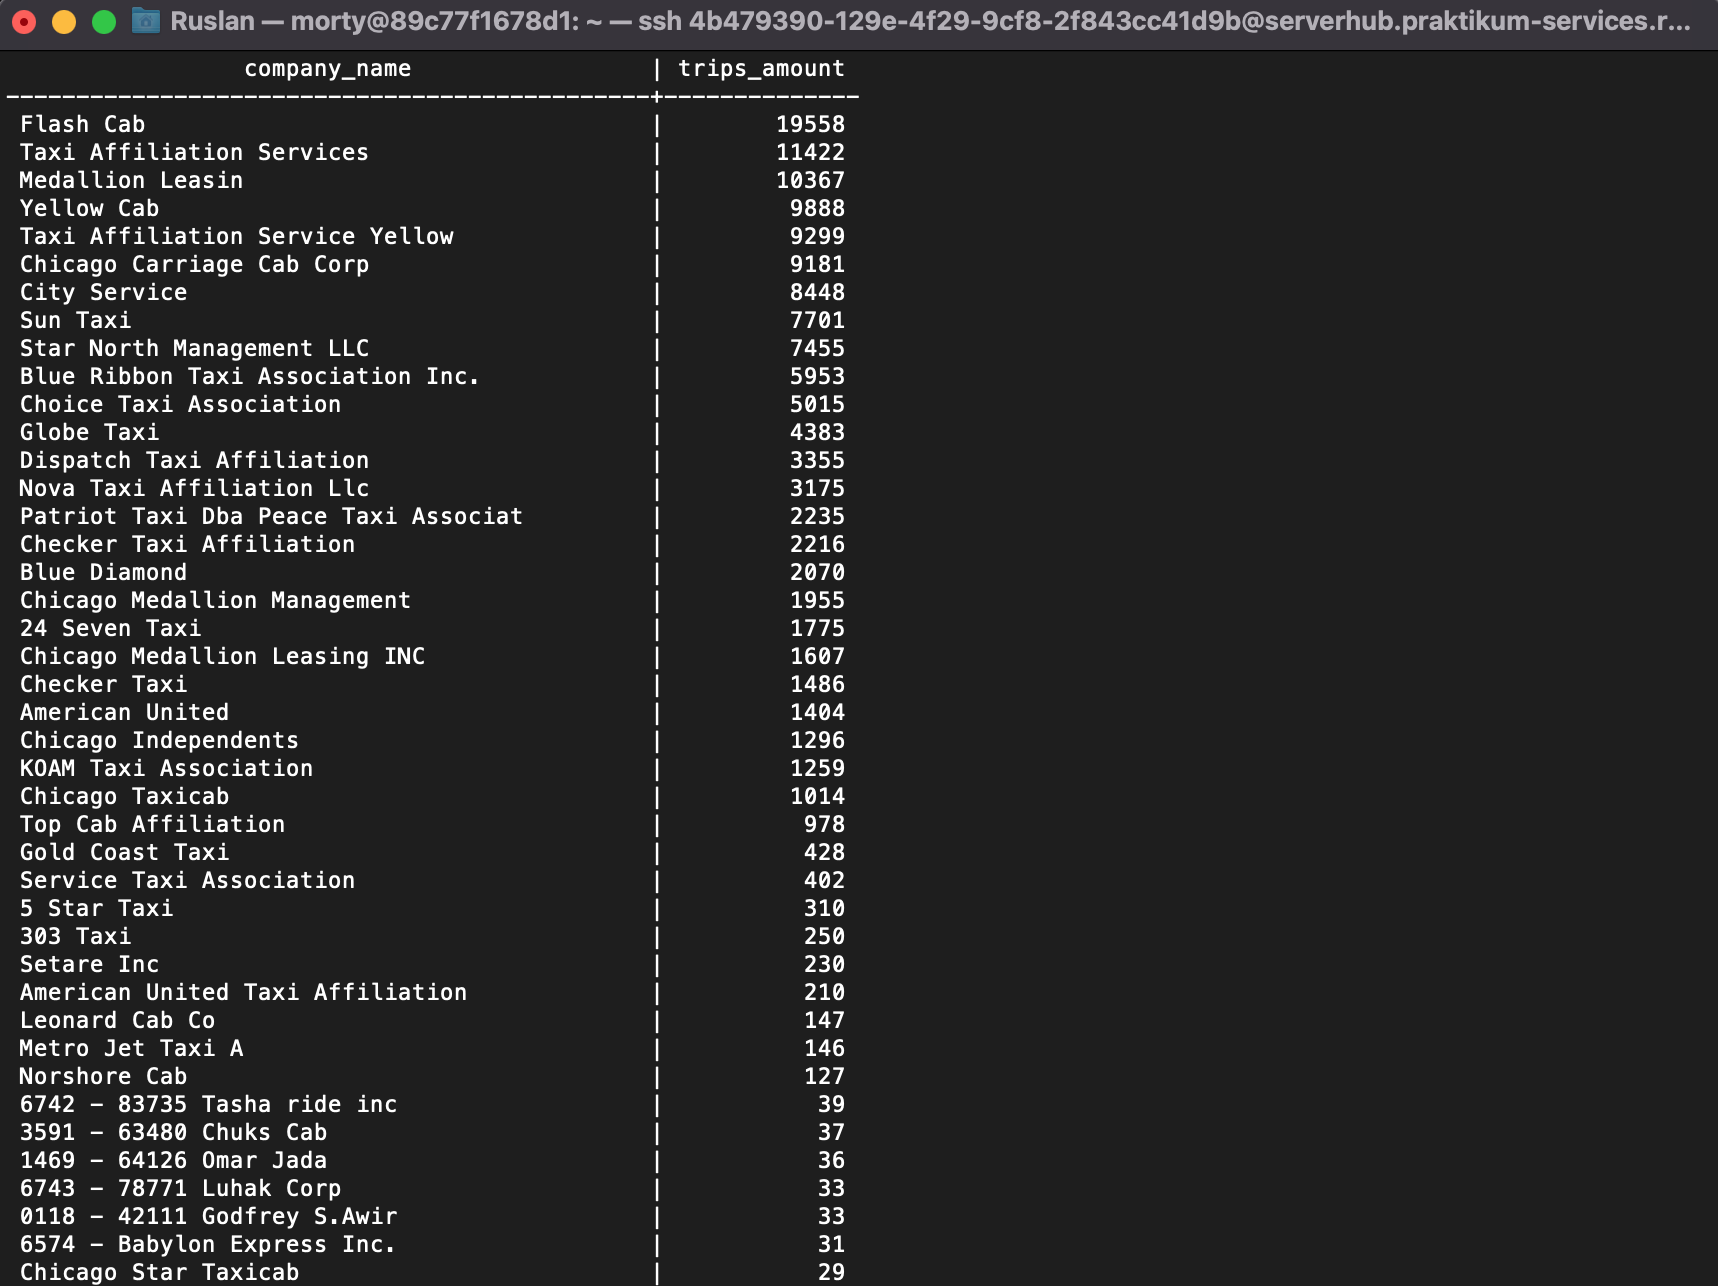 Ruslan — morty@89c77f1678d1: ~ — ssh 4b479390-129e-4f29-9cf8-2f843cc41d9b@serverhub.praktikum-services.r...
company_name | trips_amount
-----------------------------------------------+--------------
Flash Cab | 19558
Taxi Affiliation Services | 11422
Medallion Leasin | 10367
Yellow Cab | 9888
Taxi Affiliation Service Yellow | 9299
Chicago Carriage Cab Corp | 9181
City Service | 8448
Sun Taxi | 7701
Star North Management LLC | 7455
Blue Ribbon Taxi Association Inc. | 5953
Choice Taxi Association | 5015
Globe Taxi | 4383
Dispatch Taxi Affiliation | 3355
Nova Taxi Affiliation Llc | 3175
Patriot Taxi Dba Peace Taxi Associat | 2235
Checker Taxi Affiliation | 2216
Blue Diamond | 2070
Chicago Medallion Management | 1955
24 Seven Taxi | 1775
Chicago Medallion Leasing INC | 1607
Checker Taxi | 1486
American United | 1404
Chicago Independents | 1296
KOAM Taxi Association | 1259
Chicago Taxicab | 1014
Top Cab Affiliation | 978
Gold Coast Taxi | 428
Service Taxi Association | 402
5 Star Taxi | 310
303 Taxi | 250
Setare Inc | 230
American United Taxi Affiliation | 210
Leonard Cab Co | 147
Metro Jet Taxi A | 146
Norshore Cab | 127
6742 - 83735 Tasha ride inc | 39
3591 - 63480 Chuks Cab | 37
1469 - 64126 Omar Jada | 36
6743 - 78771 Luhak Corp | 33
0118 - 42111 Godfrey S.Awir | 33
6574 - Babylon Express Inc. | 31
Chicago Star Taxicab | 29